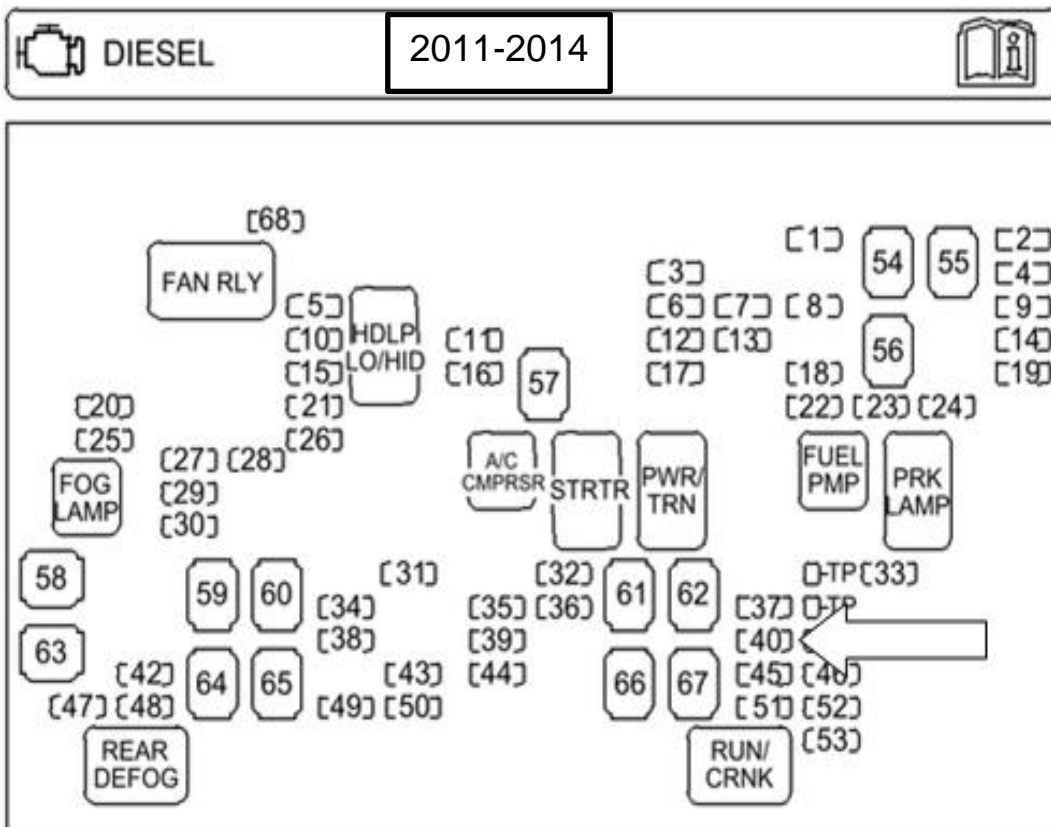 DIESEL 2011-2014
68
FAN RLY
1 54 55 2
3 4
5 HDLP LO/HID 6 7 8 9
10 11 12 13 56 14
15 16 57 17 18 19
20 21 22 23 24
25 26
27 28
29
30
FOG LAMP
A/C CMPRSR
STRTR
PWR/ TRN
FUEL PMP
PRK LAMP
58 59 60 31 32 61 62 -TP 33
34 35 36 37 -TP
63 38 39 40
42 64 65 43 44 66 67 45 46
47 48 49 50 51 52
53
REAR DEFOG
RUN/ CRNK